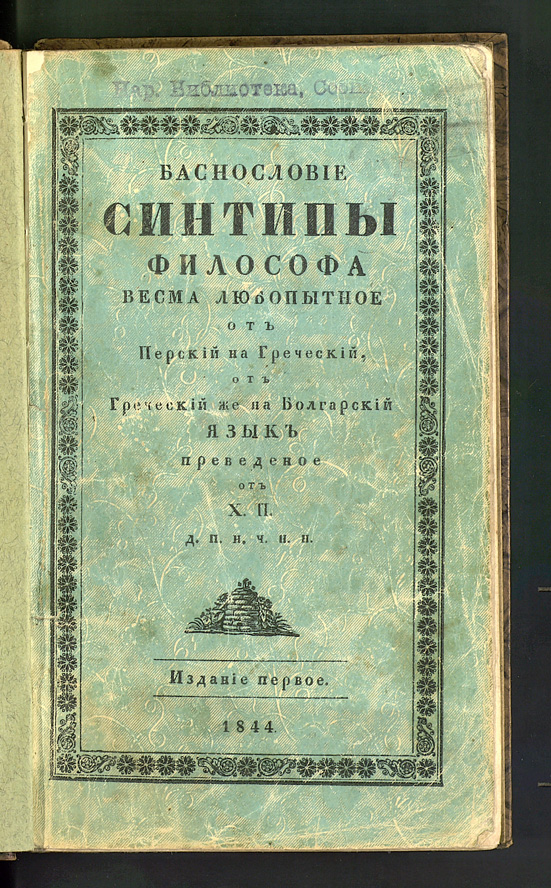 Нар. Библиотека,
БАСНОСЛОВІЕ
СИНТИПЫ
ФИЛОСОФА
ВЕСМА ЛЮБОПЫТНОЕ
отъ
Перскій на Греческій,
отъ
Греческій же на Болгарскій
ЯЗЫКЪ
преведеное
отъ
Х. П.
д. п. н. ч. н. н.
Изданіе первое.
1844.